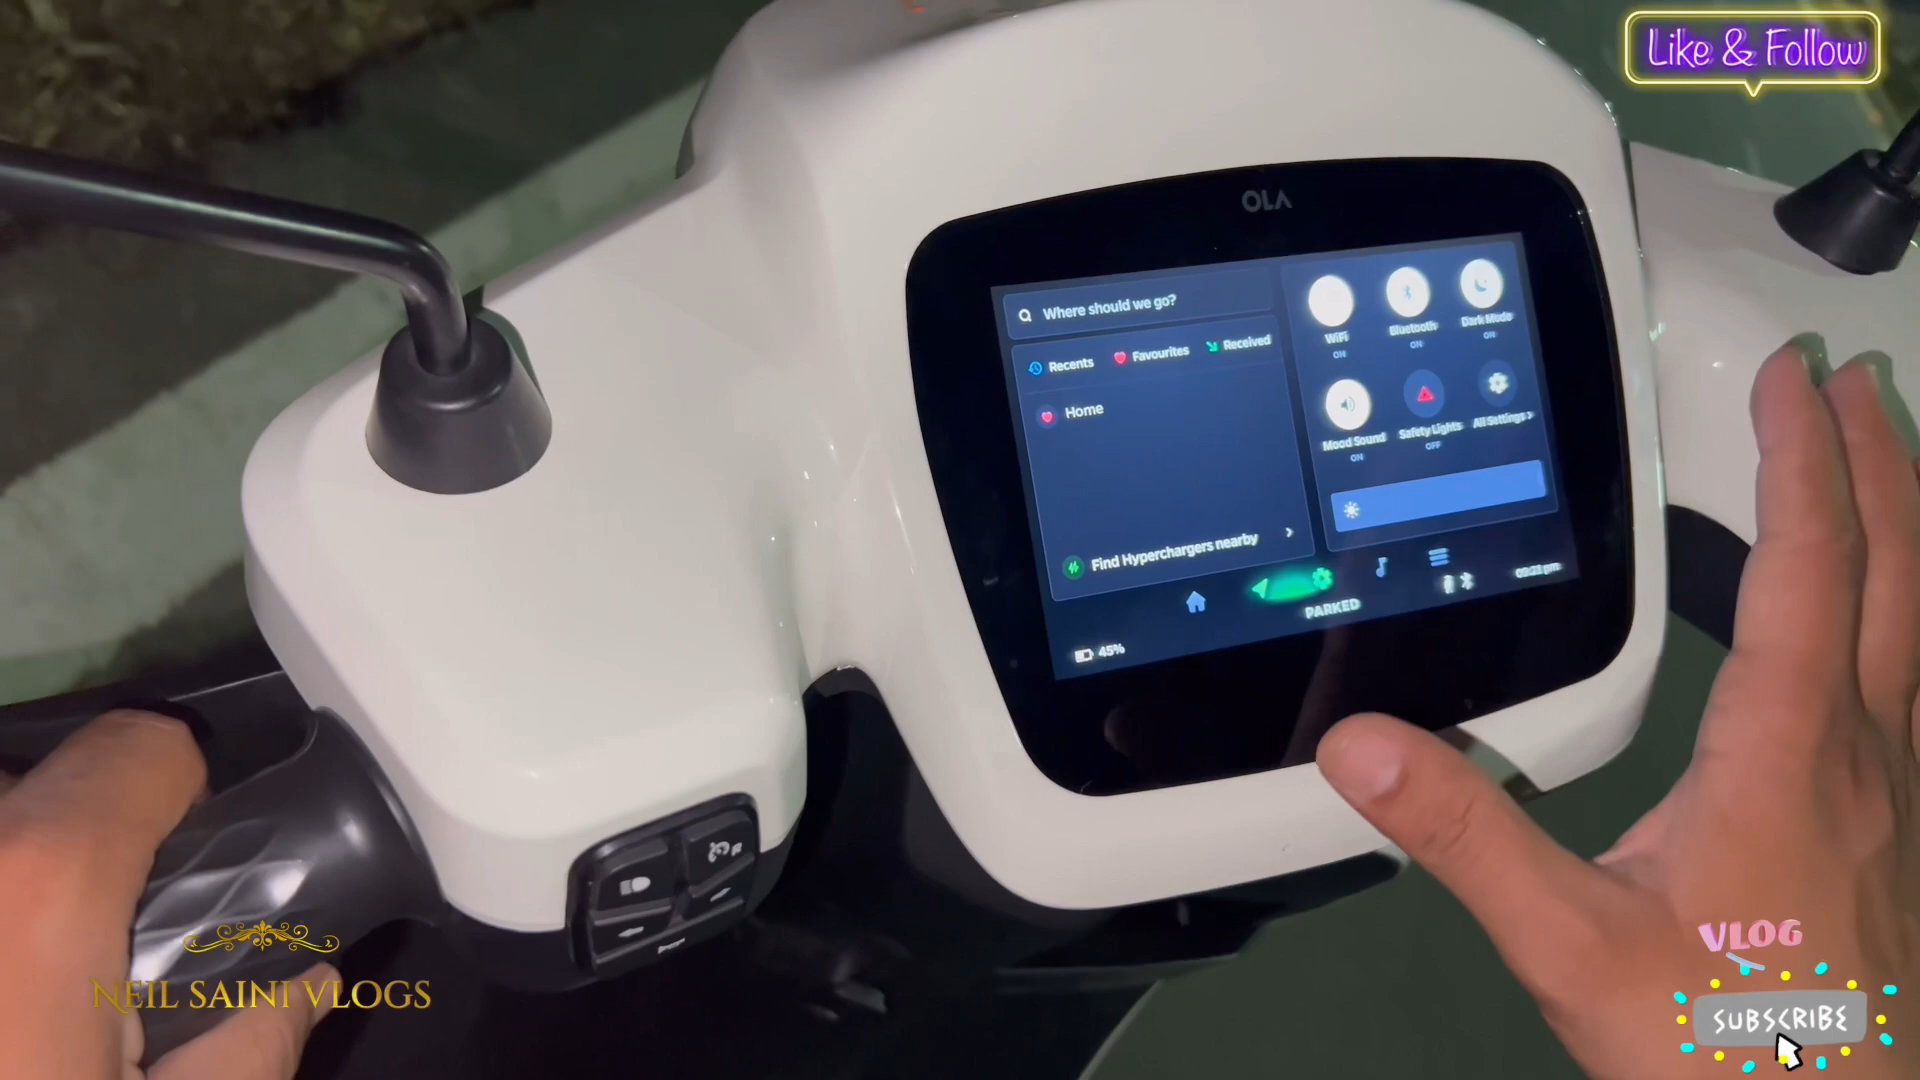 Like & Follow
OLA
Where should we go?
Recents
Favourites
Received
Home
Find Hyperchargers nearby
WiFi
ON
Bluetooth
ON
Dark Mode
ON
Mood Sound
ON
Safety Lights
OFF
All Settings
PARKED
45%
NEIL SAINI VLOGS
VLOG
SUBSCRIBE